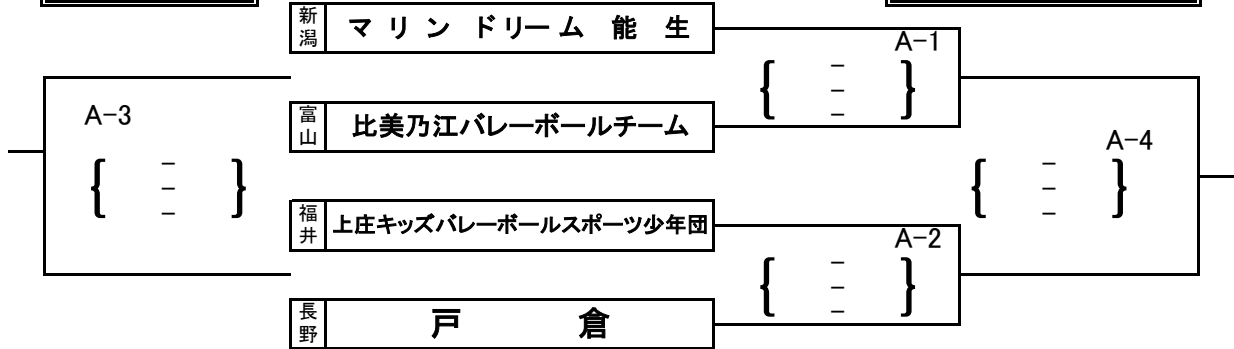 新潟 マリンドリーム 能生
A-1
{ - - - }
A-3
富山 比美乃江バレーボールチーム
A-4
{ - - - }
{ - - - }
福井 上庄キッズバレーボールスポーツ少年団
A-2
{ - - - }
長野 戸倉